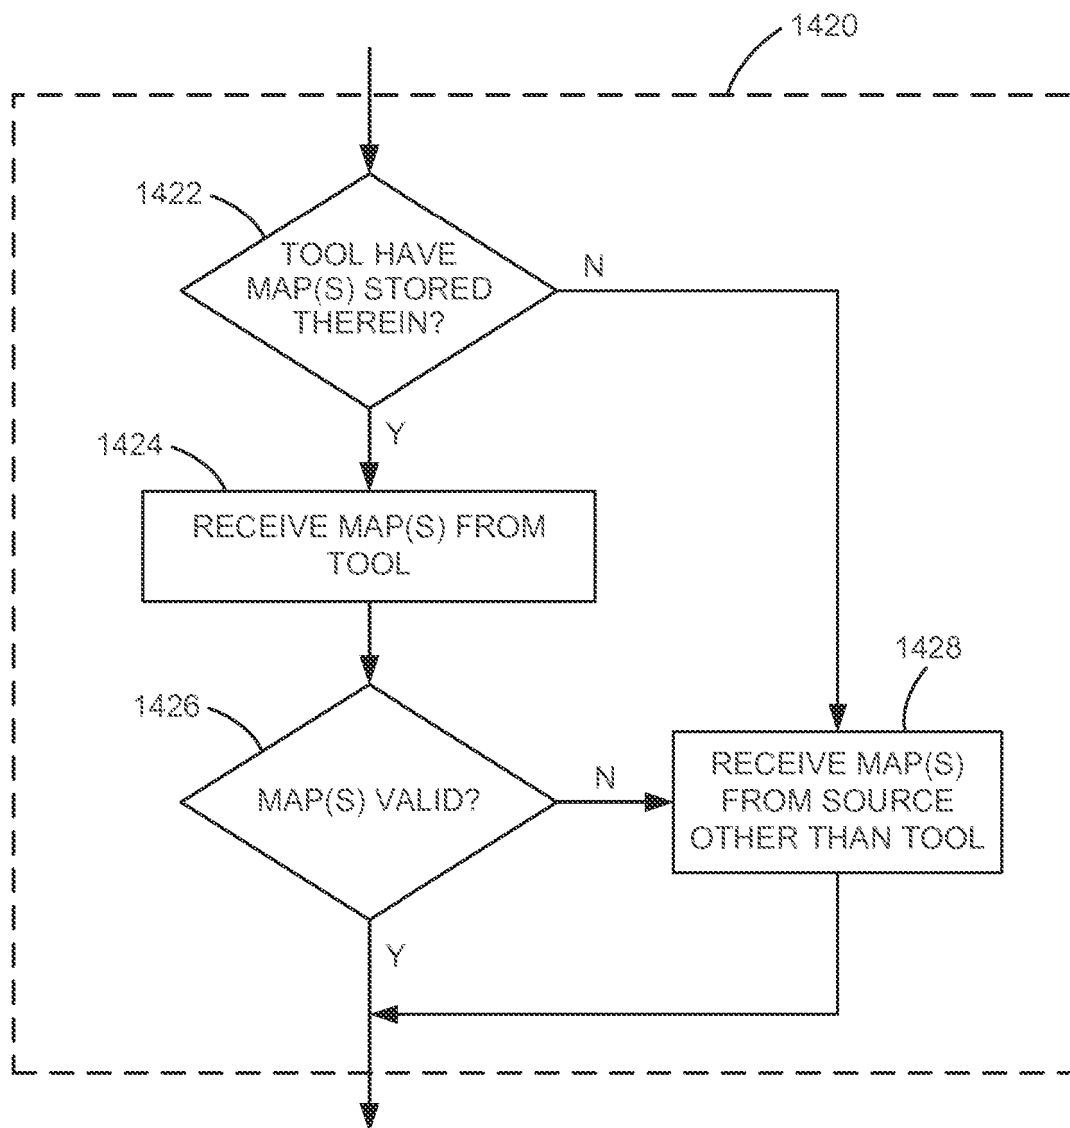 1420
1422
TOOL HAVE
MAP(S) STORED
THEREIN?
N
Y
1424
RECEIVE MAP(S) FROM
TOOL
1428
1426
MAP(S) VALID?
N
RECEIVE MAP(S)
FROM SOURCE
OTHER THAN TOOL
Y